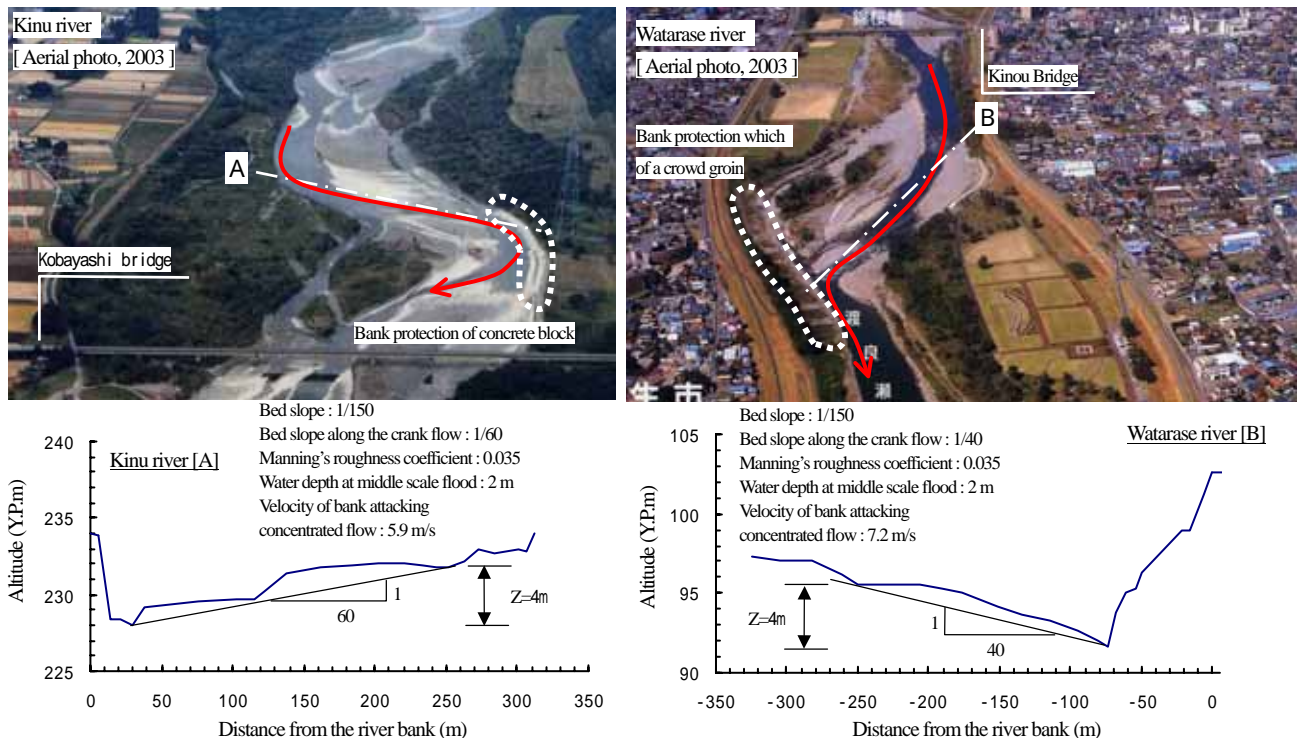 Kinu river
[ Aerial photo, 2003 ]
A
Kobayashi bridge
Bank protection of concrete block
Watarase river
[ Aerial photo, 2003 ]
Kinou Bridge
B
Bank protection which
of a crowd groin
渡
良
瀬
生 市
Bed slope : 1/150
Bed slope along the crank flow : 1/60
Manning's roughness coefficient : 0.035
Water depth at middle scale flood : 2 m
Velocity of bank attacking
concentrated flow : 5.9 m/s
Kinu river [A]
Altitude (Y.P.m)
240
235
230
225
1
60
Z=4m
0 50 100 150 200 250 300 350
Distance from the river bank (m)
Bed slope : 1/150
Bed slope along the crank flow : 1/40
Manning's roughness coefficient : 0.035
Water depth at middle scale flood : 2 m
Velocity of bank attacking
concentrated flow : 7.2 m/s
Watarase river [B]
Altitude (Y.P.m)
105
100
95
90
Z=4m
1
40
-350 -300 -250 -200 -150 -100 -50 0
Distance from the river bank (m)